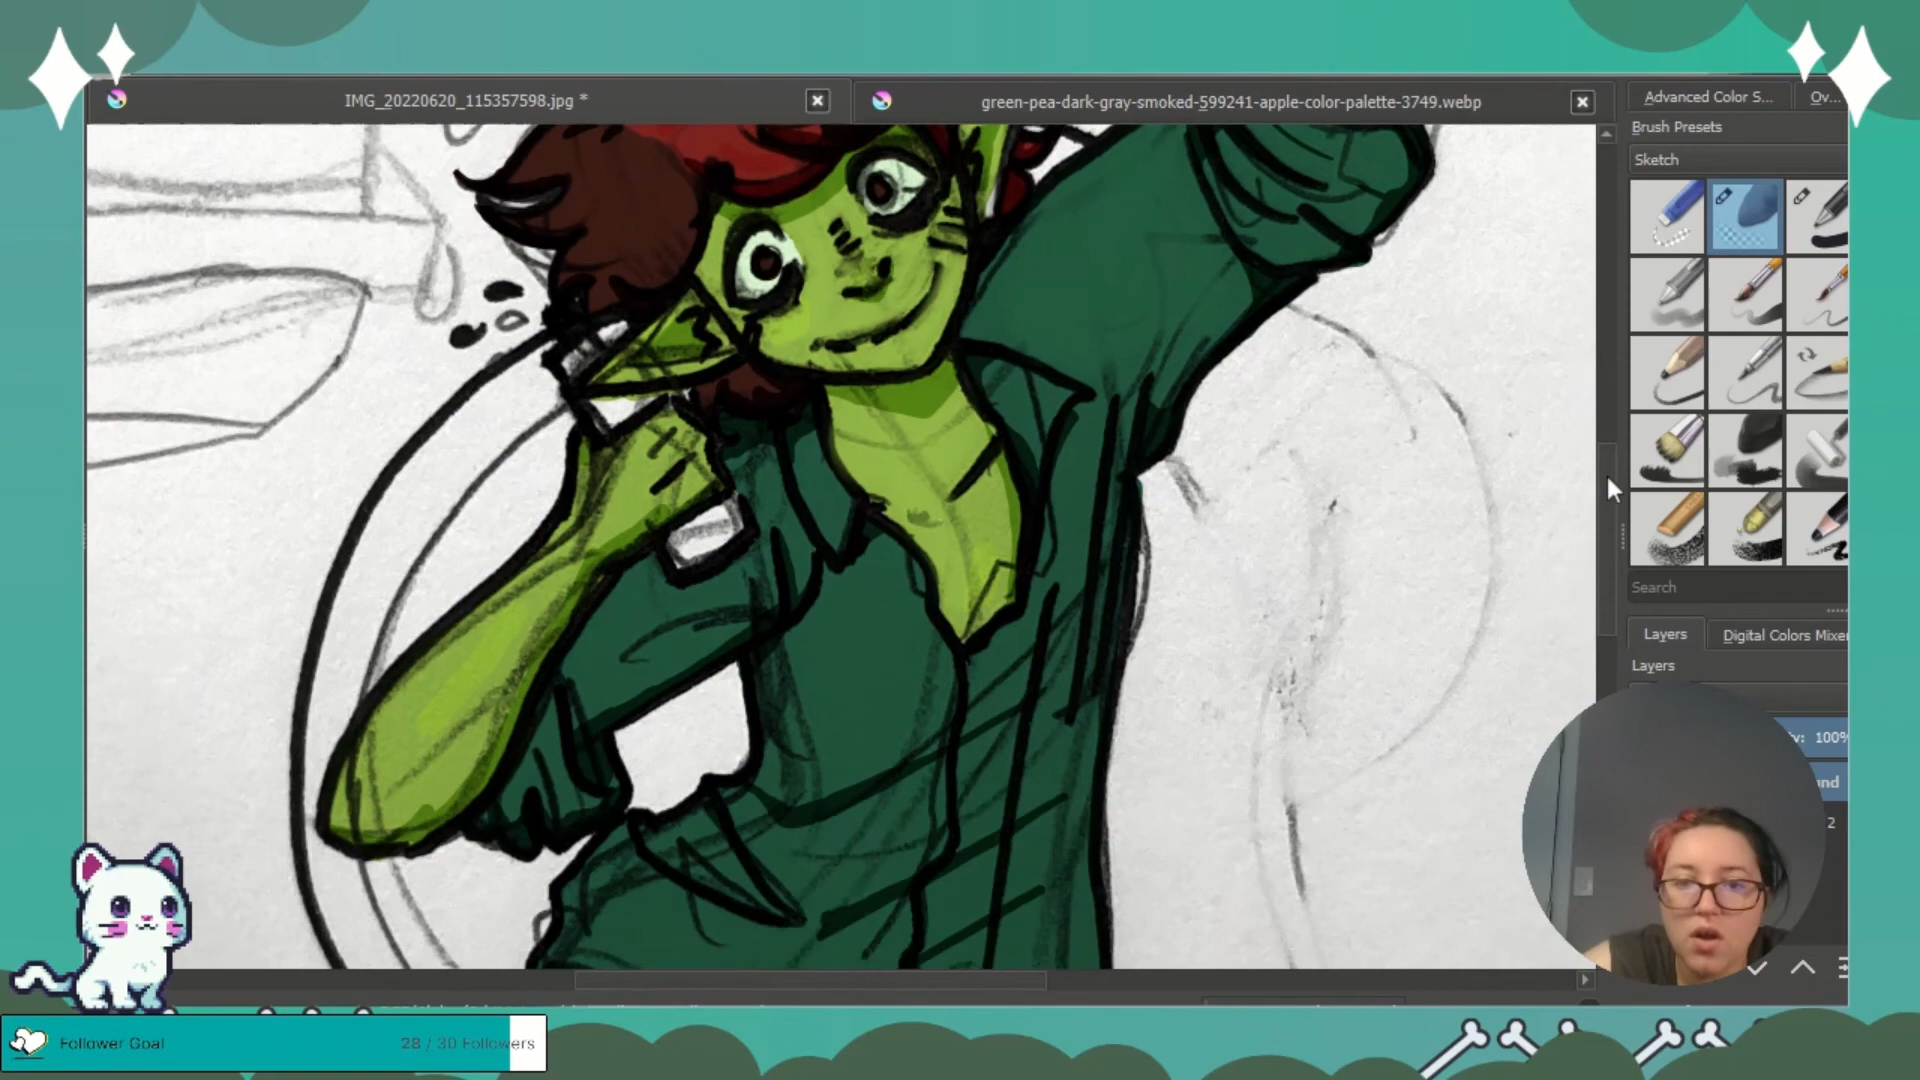 IMG_20220620_115357598.jpg *
green-pea-dark-gray-smoked-599241-apple-color-palette-3749.webp
Advanced Color S...
Ov...
Brush Presets
Sketch
Search
Layers
Digital Colors Mixer
Layers
100%
2
Follower Goal
28 / 30 Followers